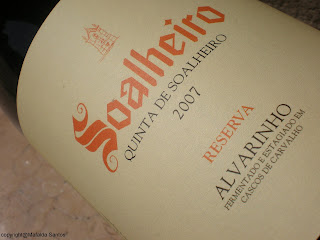 Soalheiro
QUINTA DE SOALHEIRO
2007
RESERVA
ALVARINHO
FERMENTADO E ESTAGIADO EM
CASCOS DE CARVALHO